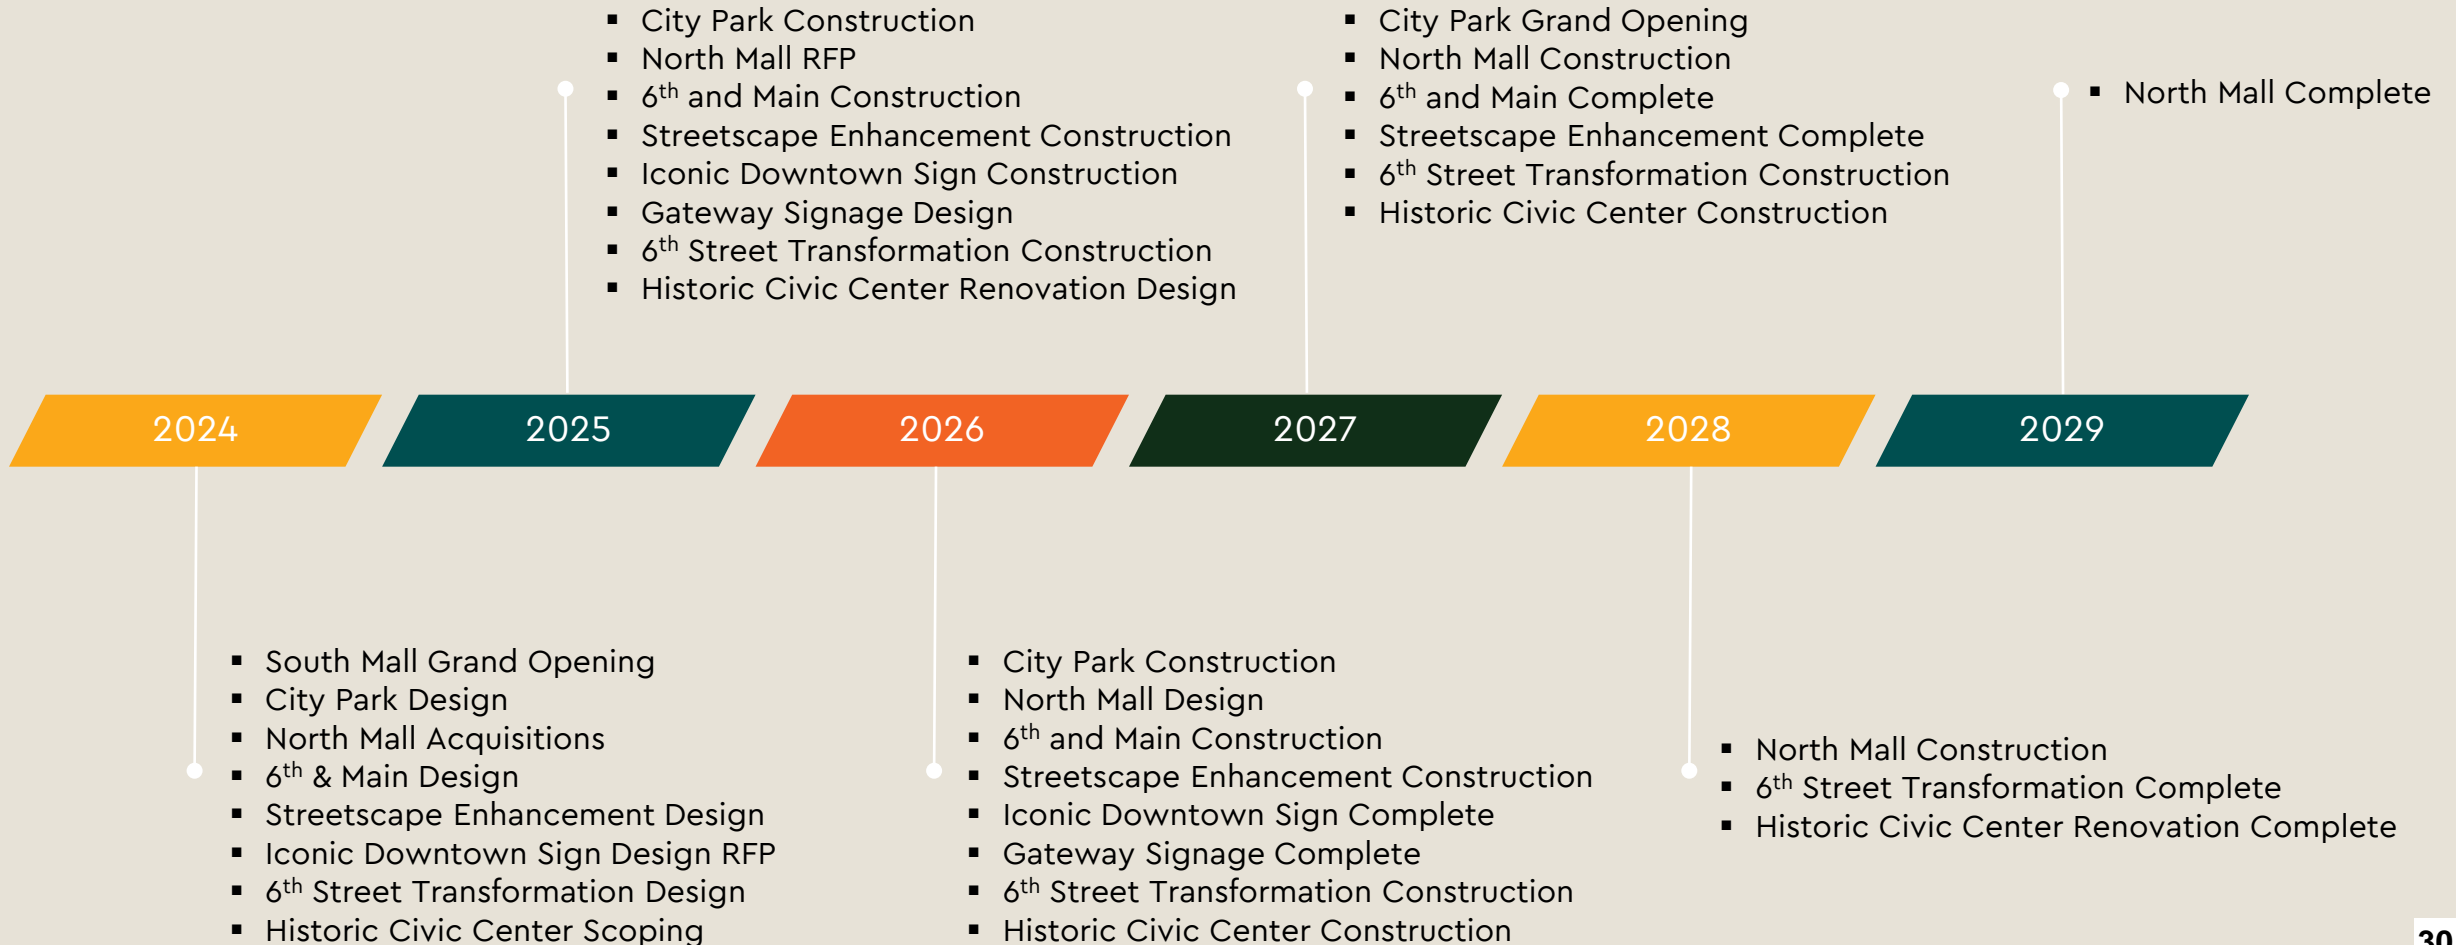 ▪ City Park Construction
▪ North Mall RFP
▪ 6th and Main Construction
▪ Streetscape Enhancement Construction
▪ Iconic Downtown Sign Construction
▪ Gateway Signage Design
▪ 6th Street Transformation Construction
▪ Historic Civic Center Renovation Design
▪ City Park Grand Opening
▪ North Mall Construction
▪ 6th and Main Complete
▪ Streetscape Enhancement Complete
▪ 6th Street Transformation Construction
▪ Historic Civic Center Construction
▪ North Mall Complete
2024
2025
2026
2027
2028
2029
▪ South Mall Grand Opening
▪ City Park Design
▪ North Mall Acquisitions
▪ 6th & Main Design
▪ Streetscape Enhancement Design
▪ Iconic Downtown Sign Design RFP
▪ 6th Street Transformation Design
▪ Historic Civic Center Scoping
▪ City Park Construction
▪ North Mall Design
▪ 6th and Main Construction
▪ Streetscape Enhancement Construction
▪ Iconic Downtown Sign Complete
▪ Gateway Signage Complete
▪ 6th Street Transformation Construction
▪ Historic Civic Center Construction
▪ North Mall Construction
▪ 6th Street Transformation Complete
▪ Historic Civic Center Renovation Complete
30